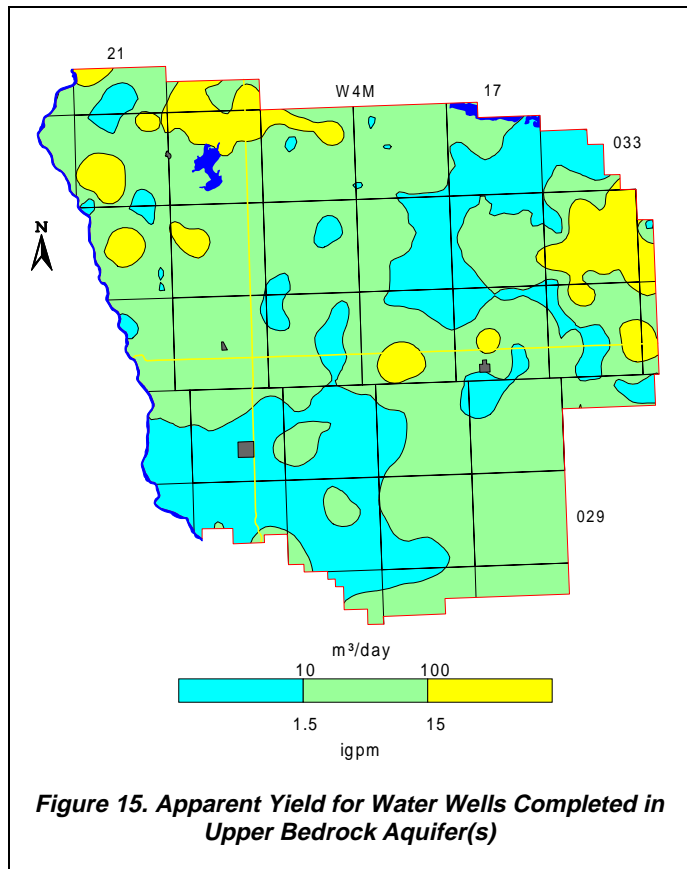 21
W4M
17
033
N
029
m³/day
10 100
1.5 15
igpm
Figure 15. Apparent Yield for Water Wells Completed in
Upper Bedrock Aquifer(s)